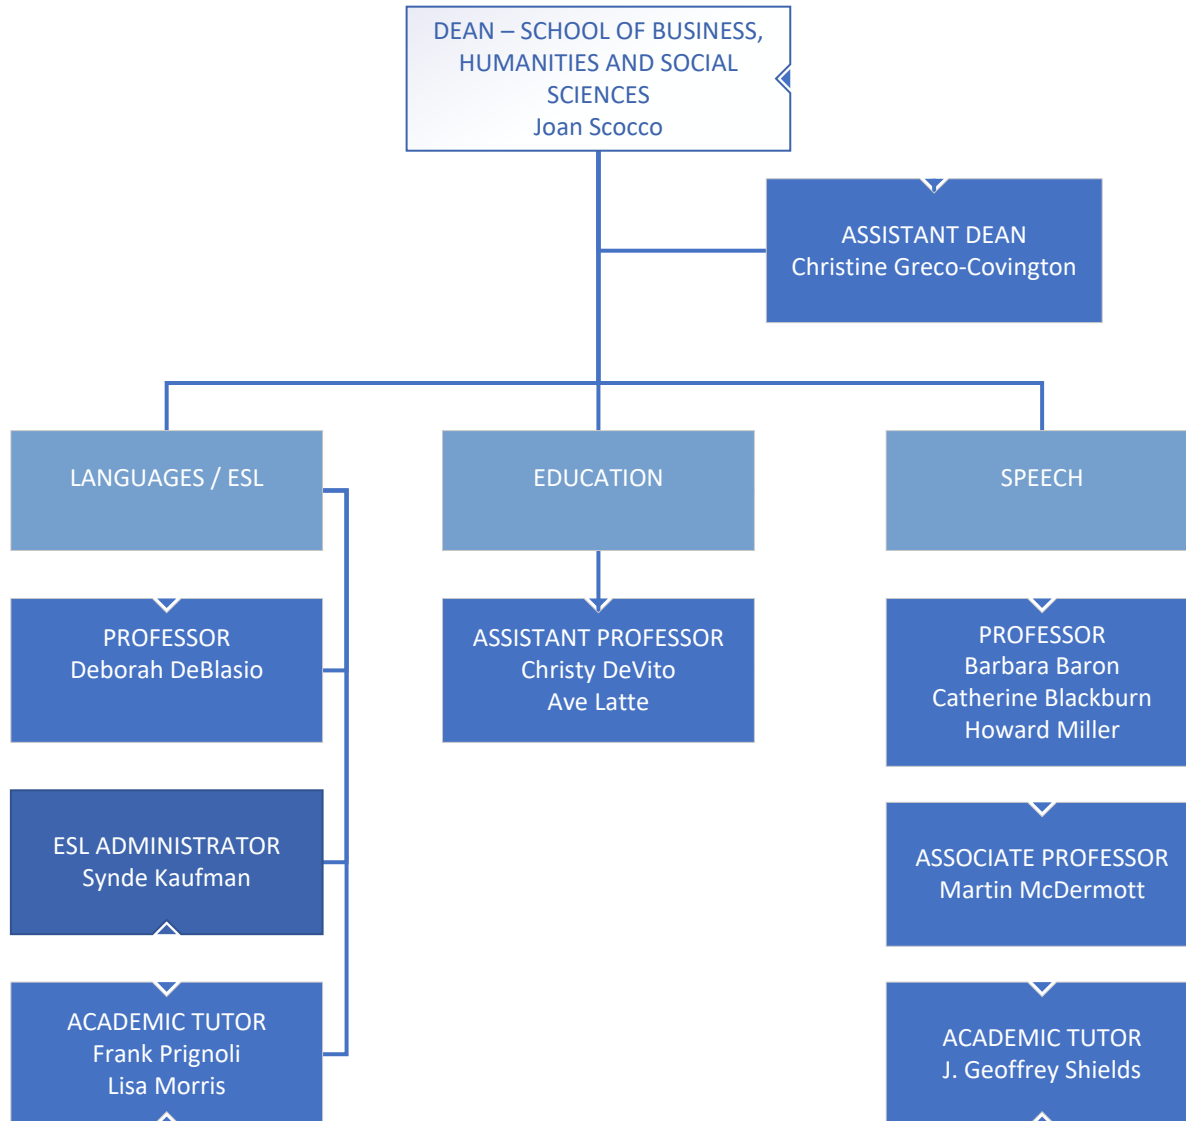 DEAN – SCHOOL OF BUSINESS,
HUMANITIES AND SOCIAL
SCIENCES
Joan Scocco
ASSISTANT DEAN
Christine Greco-Covington
LANGUAGES / ESL
EDUCATION
SPEECH
PROFESSOR
Deborah DeBlasio
ASSISTANT PROFESSOR
Christy DeVito
Ave Latte
PROFESSOR
Barbara Baron
Catherine Blackburn
Howard Miller
ESL ADMINISTRATOR
Synde Kaufman
ASSOCIATE PROFESSOR
Martin McDermott
ACADEMIC TUTOR
Frank Prignoli
Lisa Morris
ACADEMIC TUTOR
J. Geoffrey Shields